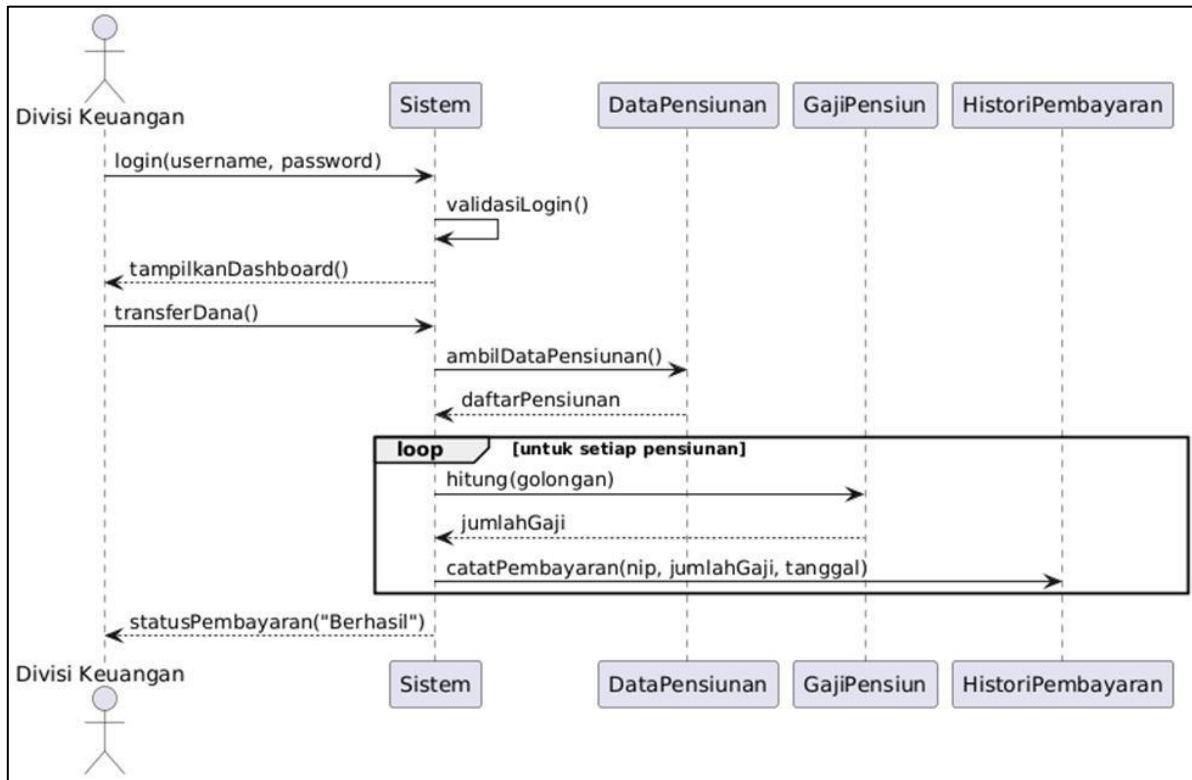 Divisi Keuangan
Sistem
DataPensiunan
GajiPensiun
HistoriPembayaran
login(username, password)
validasiLogin()
tampilkanDashboard()
transferDana()
ambilDataPensiunan()
daftarPensiunan
loop [untuk setiap pensiunan]
hitung(golongan)
jumlahGaji
catatPembayaran(nip, jumlahGaji, tanggal)
statusPembayaran("Berhasil")
Divisi Keuangan
Sistem
DataPensiunan
GajiPensiun
HistoriPembayaran